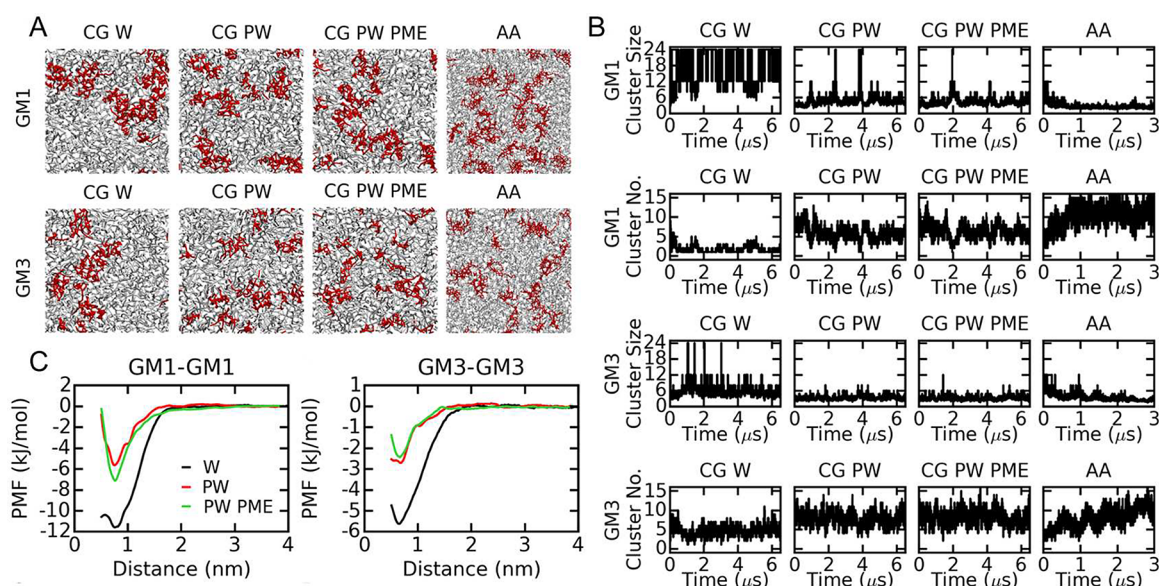 A
CG W CG PW CG PW PME AA
GM1
CG W CG PW CG PW PME AA
GM3
B
CG W CG PW CG PW PME AA
GM1
Cluster Size
24
18
12
6
0
0 2 4 6 0 2 4 6 0 2 4 6 0 1 2 3
Time (μs) Time (μs) Time (μs) Time (μs)
CG W CG PW CG PW PME AA
GM1
Cluster No.
15
10
5
0
0 2 4 6 0 2 4 6 0 2 4 6 0 1 2 3
Time (μs) Time (μs) Time (μs) Time (μs)
CG W CG PW CG PW PME AA
GM3
Cluster Size
24
18
12
6
0
0 2 4 6 0 2 4 6 0 2 4 6 0 1 2 3
Time (μs) Time (μs) Time (μs) Time (μs)
CG W CG PW CG PW PME AA
GM3
Cluster No.
15
10
5
0
0 2 4 6 0 2 4 6 0 2 4 6 0 1 2 3
Time (μs) Time (μs) Time (μs) Time (μs)
C
GM1-GM1
PMF (kJ/mol)
2
0
-2
-4
-6
-8
-10
-12
W
PW
PW PME
0 1 2 3 4
Distance (nm)
GM3-GM3
PMF (kJ/mol)
1
0
-1
-2
-3
-4
-5
-6
0 1 2 3 4
Distance (nm)